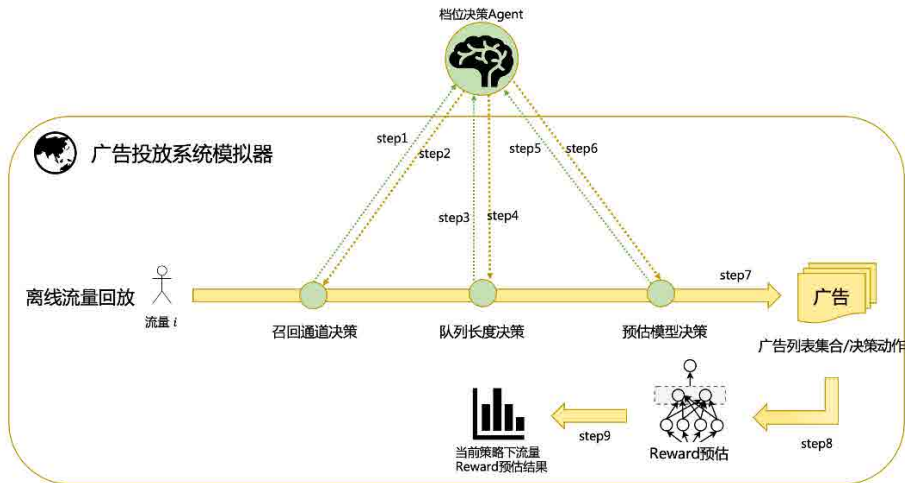 档位决策Agent
广告投放系统模拟器
step1
step2
step3
step4
step5
step6
离线流量回放
流量 i
召回通道决策
队列长度决策
预估模型决策
step7
广告
广告列表集合/决策动作
step8
Reward预估
step9
当前策略下流量
Reward预估结果